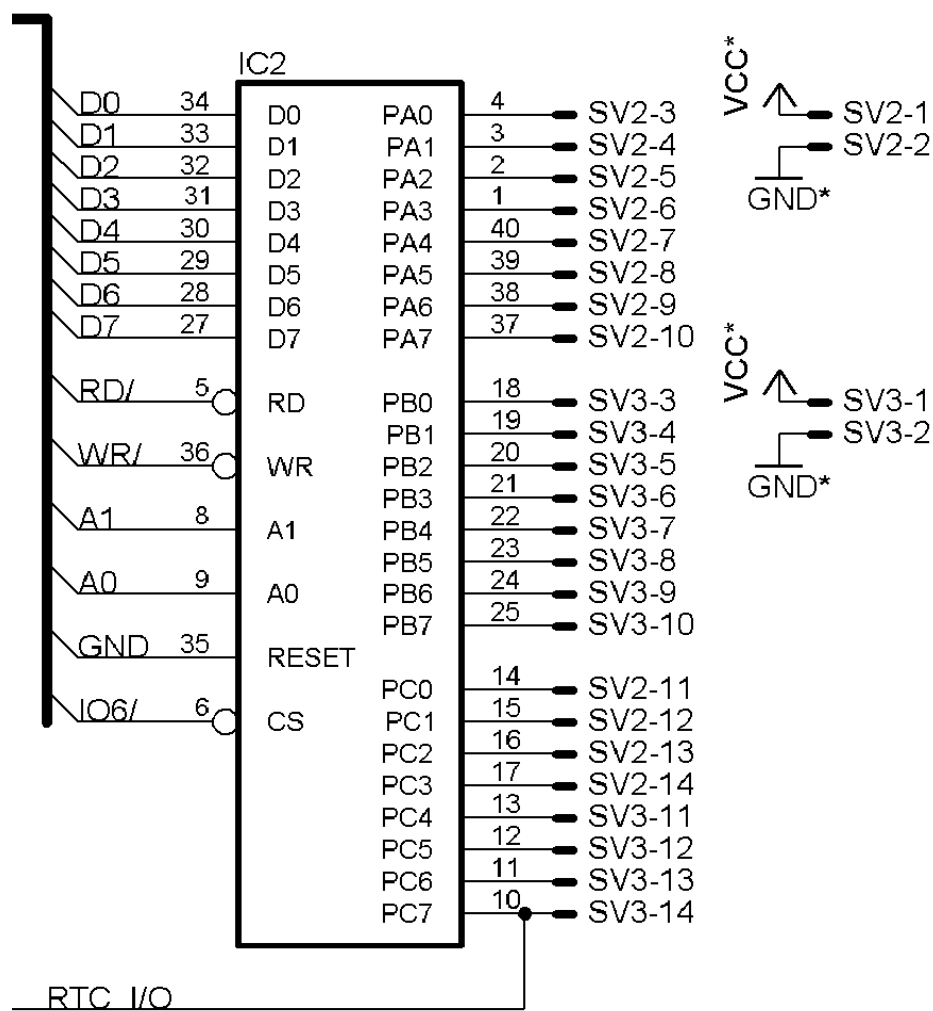 IC2
D0 34 D0 PA0 4 SV2-3 VCC* SV2-1
D1 33 D1 PA1 3 SV2-4 SV2-2
D2 32 D2 PA2 2 SV2-5 GND*
D3 31 D3 PA3 1 SV2-6
D4 30 D4 PA4 40 SV2-7
D5 29 D5 PA5 39 SV2-8
D6 28 D6 PA6 38 SV2-9
D7 27 D7 PA7 37 SV2-10
RD/ 5 RD PB0 18 SV3-3 VCC* SV3-1
PB1 19 SV3-4 SV3-2
WR/ 36 WR PB2 20 SV3-5 GND*
PB3 21 SV3-6
A1 8 A1 PB4 22 SV3-7
PB5 23 SV3-8
A0 9 A0 PB6 24 SV3-9
PB7 25 SV3-10
GND 35 RESET
PC0 14 SV2-11
IO6/ 6 CS PC1 15 SV2-12
PC2 16 SV2-13
PC3 17 SV2-14
PC4 13 SV3-11
PC5 12 SV3-12
PC6 11 SV3-13
PC7 10 SV3-14
RTC I/O